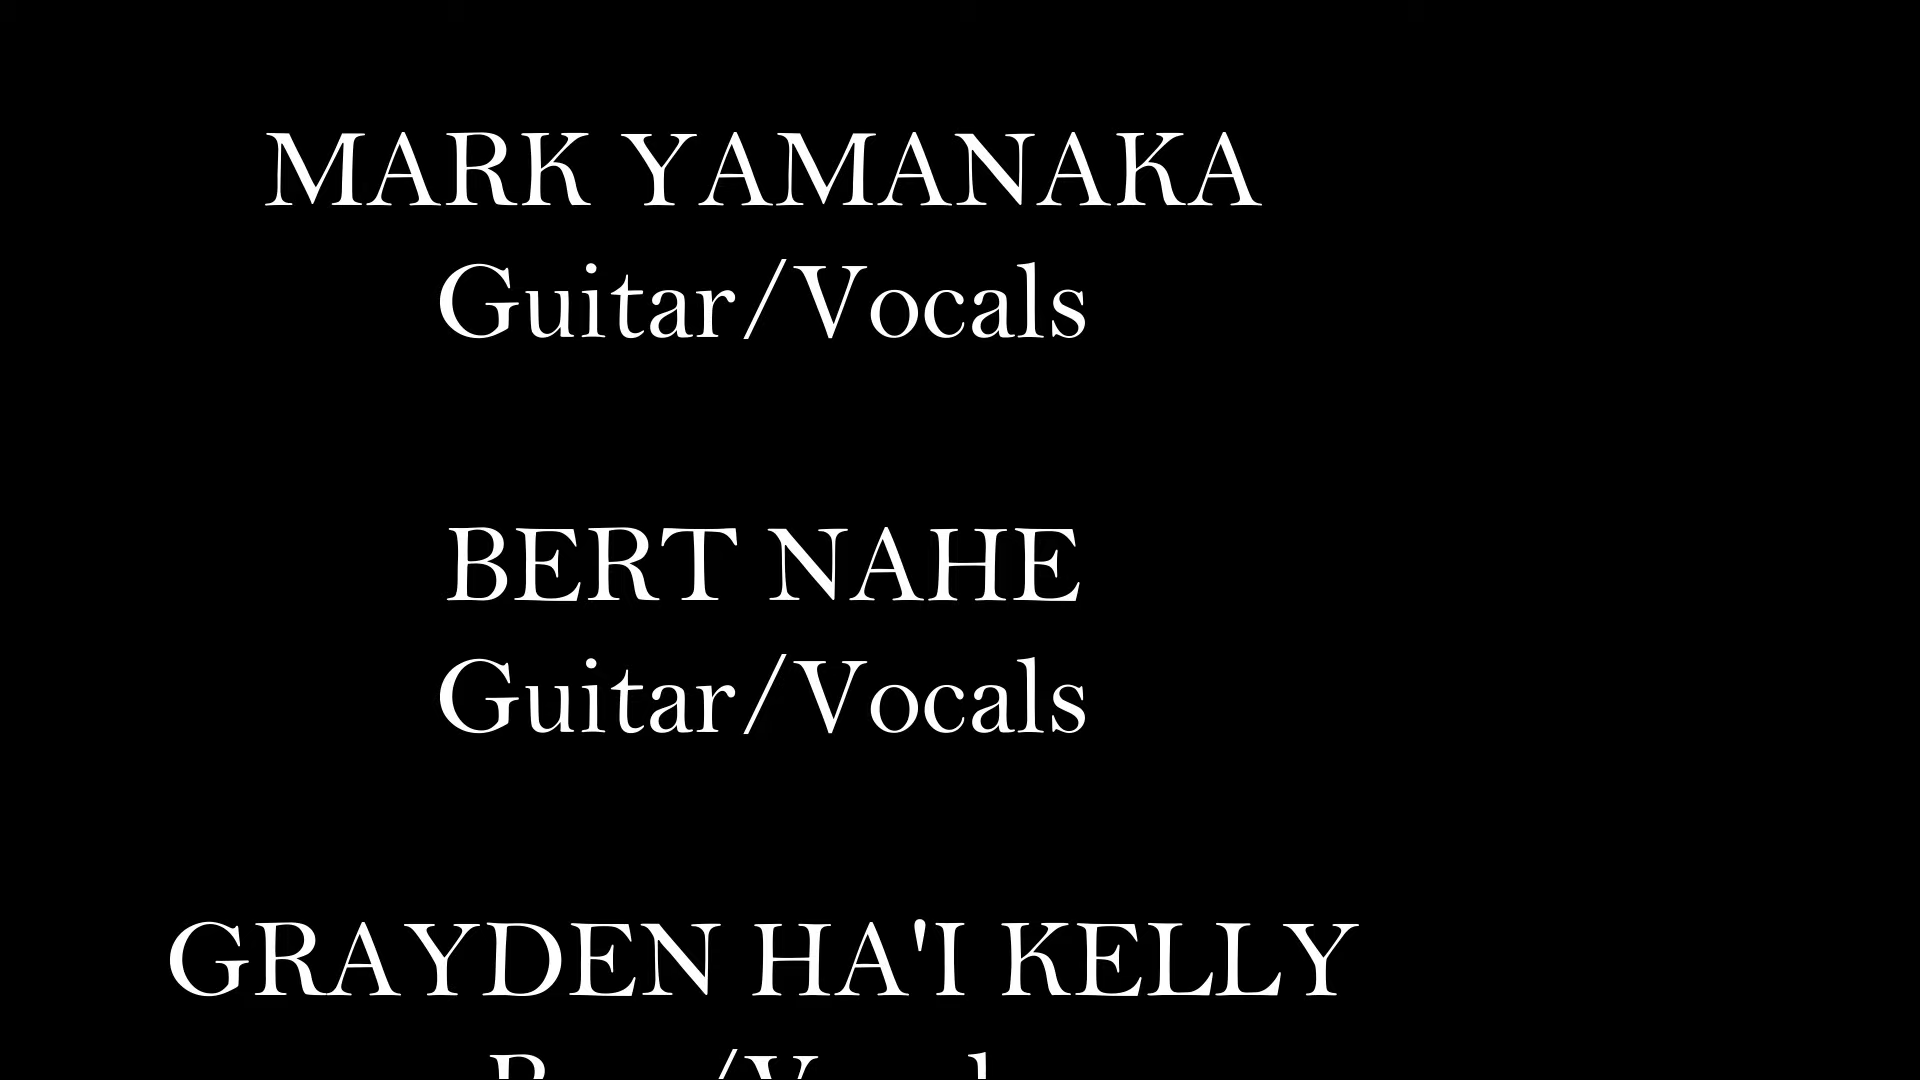 MARK YAMANAKA
Guitar/Vocals
BERT NAHE
Guitar/Vocals
GRAYDEN HA'I KELLY